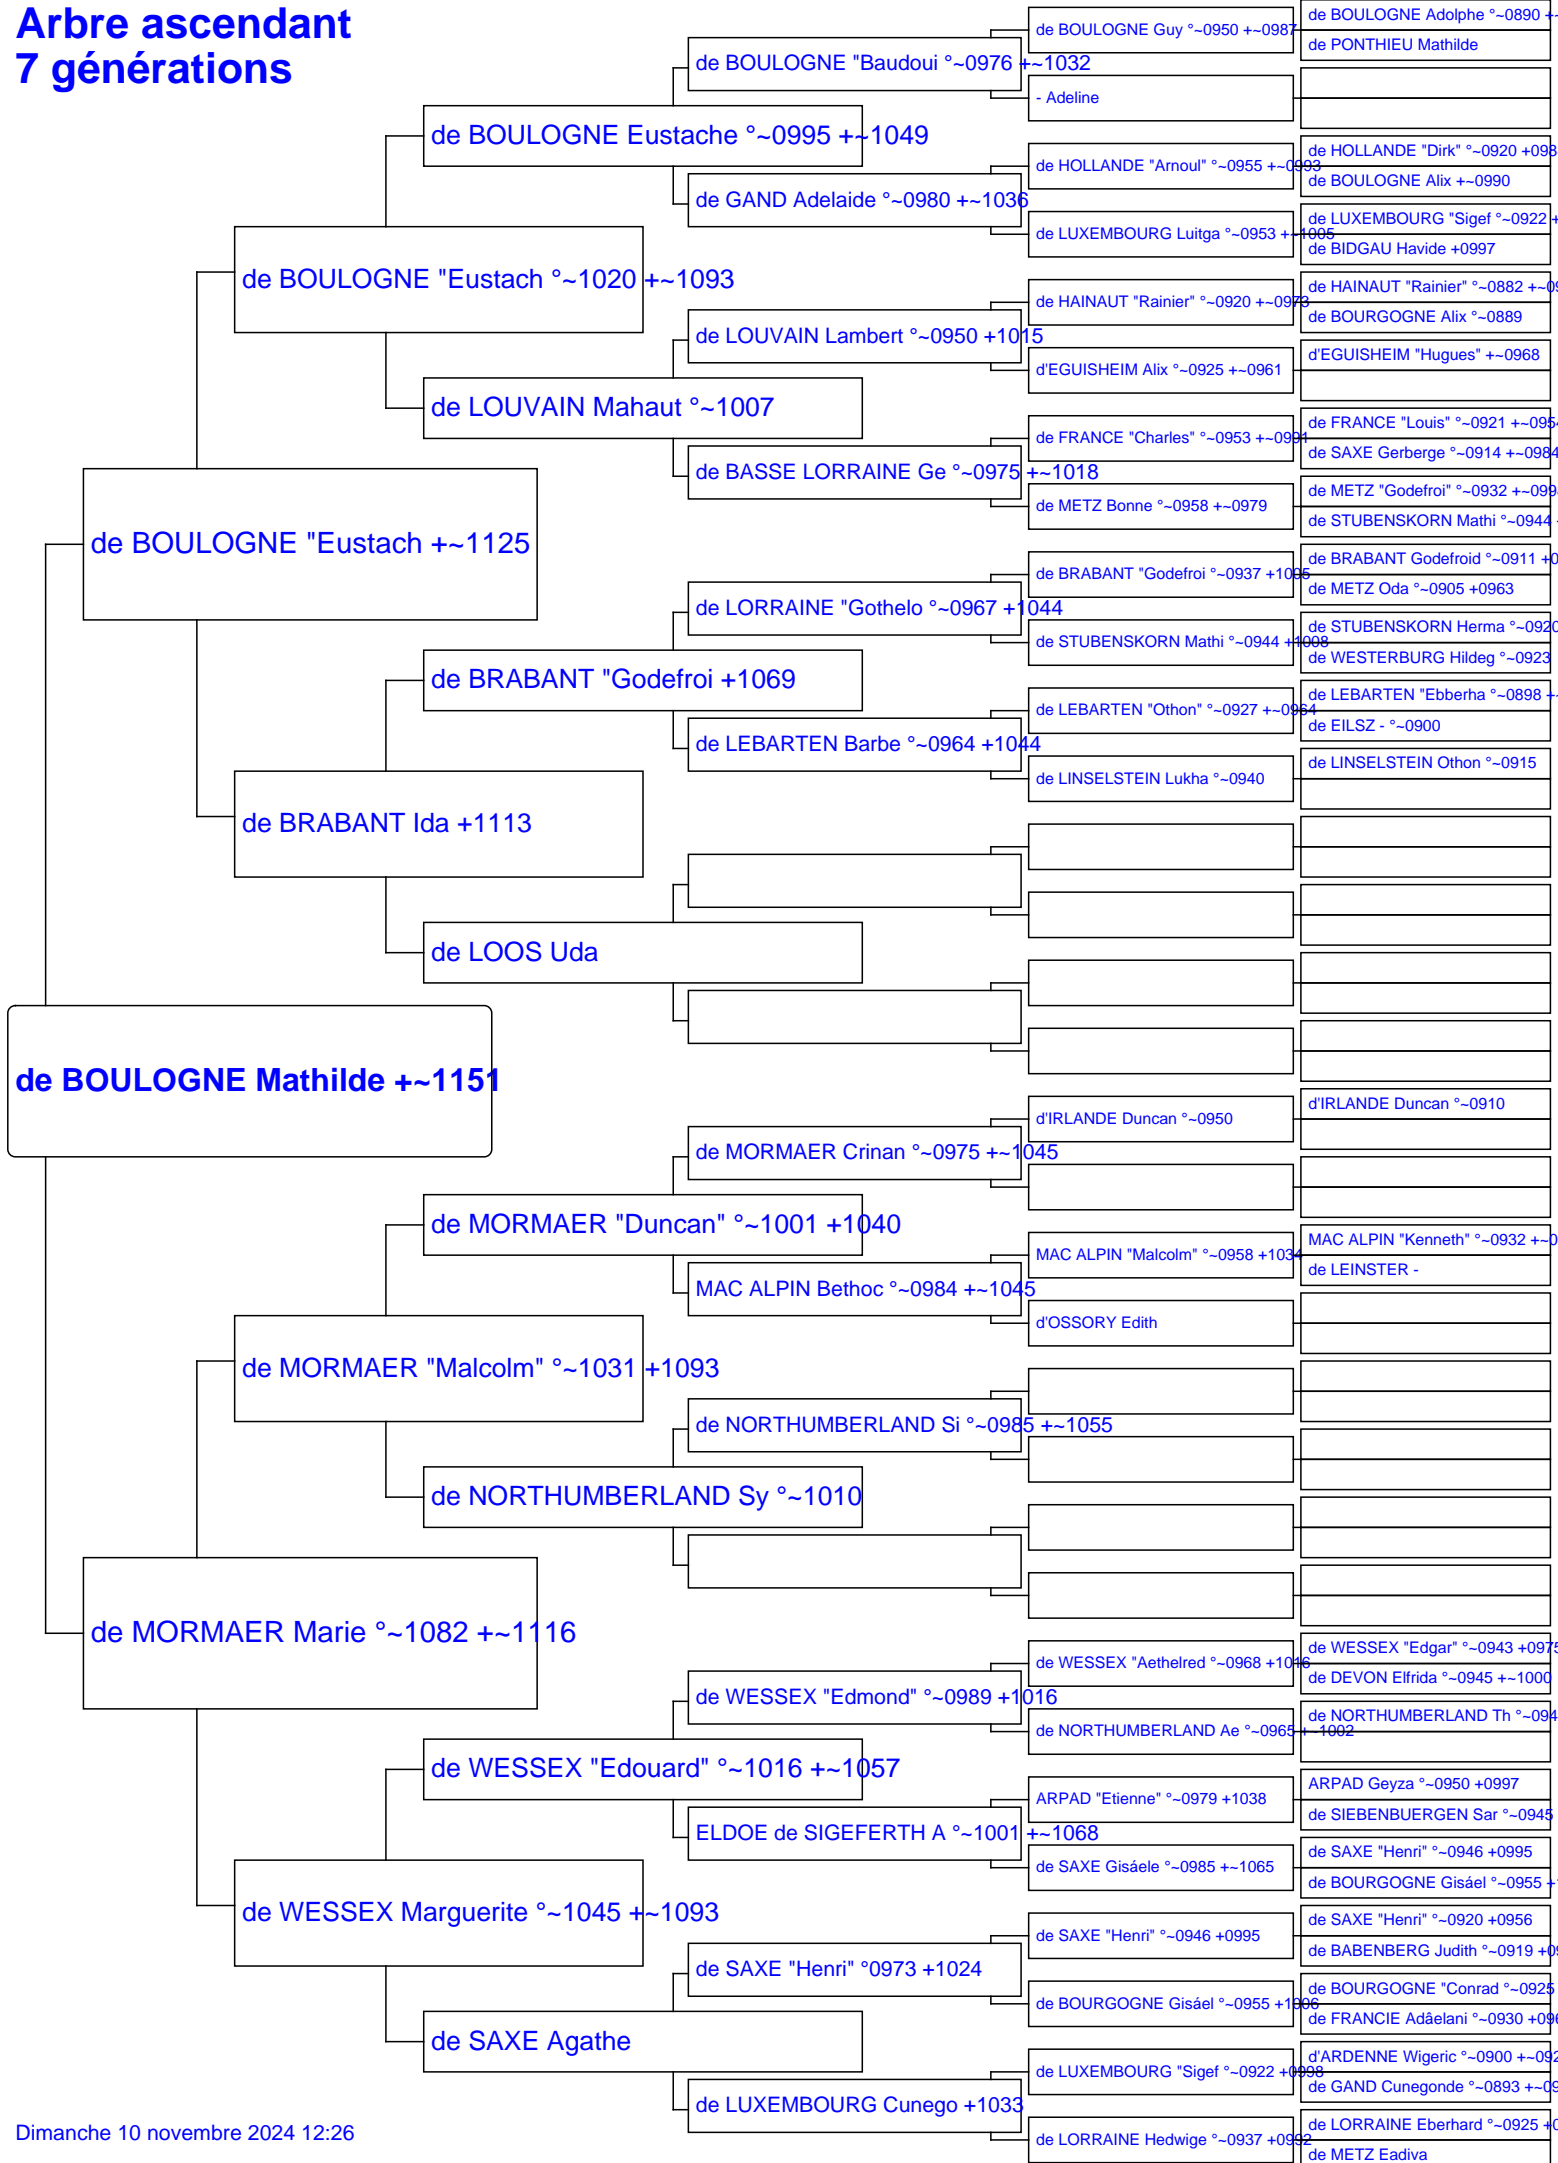 Arbre ascendant
7 générations
de BOULOGNE Adolphe °~0890 +~
de BOULOGNE Guy °~0950 +~0987
de PONTHIEU Mathilde
de BOULOGNE "Baudoui °~0976 +~1032
- Adeline
de BOULOGNE Eustache °~0995 +~1049
de HOLLANDE "Dirk" °~0920 +098
de HOLLANDE "Arnoul" °~0955 +~0993
de BOULOGNE Alix +~0990
de GAND Adelaide °~0980 +~1036
de LUXEMBOURG "Sigef °~0922 +
de LUXEMBOURG Luitga °~0953 +~1005
de BIDGAU Havide +0997
de BOULOGNE "Eustach °~1020 +~1093
de HAINAUT "Rainier" °~0882 +~09
de HAINAUT "Rainier" °~0920 +~0973
de BOURGOGNE Alix °~0889
de LOUVAIN Lambert °~0950 +1015
d'EGUISHEIM "Hugues" +~0968
d'EGUISHEIM Alix °~0925 +~0961
de LOUVAIN Mahaut °~1007
de FRANCE "Louis" °~0921 +~0954
de FRANCE "Charles" °~0953 +~0991
de SAXE Gerberge °~0914 +~0984
de BASSE LORRAINE Ge °~0975 +~1018
de METZ "Godefroi" °~0932 +~099
de METZ Bonne °~0958 +~0979
de STUBENSKORN Mathi °~0944 +
de BOULOGNE "Eustach +~1125
de BRABANT Godefroid °~0911 +0
de BRABANT "Godefroi °~0937 +1005
de METZ Oda °~0905 +0963
de LORRAINE "Gothelo °~0967 +1044
de STUBENSKORN Herma °~0920
de STUBENSKORN Mathi °~0944 +1008
de WESTERBURG Hildeg °~0923
de BRABANT "Godefroi +1069
de LEBARTEN "Ebberha °~0898 +~
de LEBARTEN "Othon" °~0927 +~0964
de EILSZ - °~0900
de LEBARTEN Barbe °~0964 +1044
de LINSELSTEIN Othon °~0915
de LINSELSTEIN Lukha °~0940
de BRABANT Ida +1113
de LOOS Uda
de BOULOGNE Mathilde +~1151
d'IRLANDE Duncan °~0910
d'IRLANDE Duncan °~0950
de MORMAER Crinan °~0975 +~1045
de MORMAER "Duncan" °~1001 +1040
MAC ALPIN "Kenneth" °~0932 +~0
MAC ALPIN "Malcolm" °~0958 +1034
de LEINSTER -
MAC ALPIN Bethoc °~0984 +~1045
d'OSSORY Edith
de MORMAER "Malcolm" °~1031 +1093
de NORTHUMBERLAND Si °~0985 +~1055
de NORTHUMBERLAND Sy °~1010
de MORMAER Marie °~1082 +~1116
de WESSEX "Edgar" °~0943 +0975
de WESSEX "Aethelred °~0968 +1016
de DEVON Elfrida °~0945 +~1000
de WESSEX "Edmond" °~0989 +1016
de NORTHUMBERLAND Th °~094
de NORTHUMBERLAND Ae °~0965 +~1002
de WESSEX "Edouard" °~1016 +~1057
ARPAD Geyza °~0950 +0997
ARPAD "Etienne" °~0979 +1038
de SIEBENBUERGEN Sar °~0945
ELDOE de SIGEFERTH A °~1001 +~1068
de SAXE "Henri" °~0946 +0995
de SAXE Gisáele °~0985 +~1065
de BOURGOGNE Gisáel °~0955 +
de WESSEX Marguerite °~1045 +~1093
de SAXE "Henri" °~0920 +0956
de SAXE "Henri" °~0946 +0995
de BABENBERG Judith °~0919 +09
de SAXE "Henri" °0973 +1024
de BOURGOGNE "Conrad °~0925
de BOURGOGNE Gisáel °~0955 +1006
de FRANCIE Adâelani °~0930 +096
de SAXE Agathe
d'ARDENNE Wigeric °~0900 +~092
de LUXEMBOURG "Sigef °~0922 +0998
de GAND Cunegonde °~0893 +~09
de LUXEMBOURG Cunego +1033
de LORRAINE Eberhard °~0925 +0
de LORRAINE Hedwige °~0937 +0992
de METZ Eadiva
Dimanche 10 novembre 2024 12:26